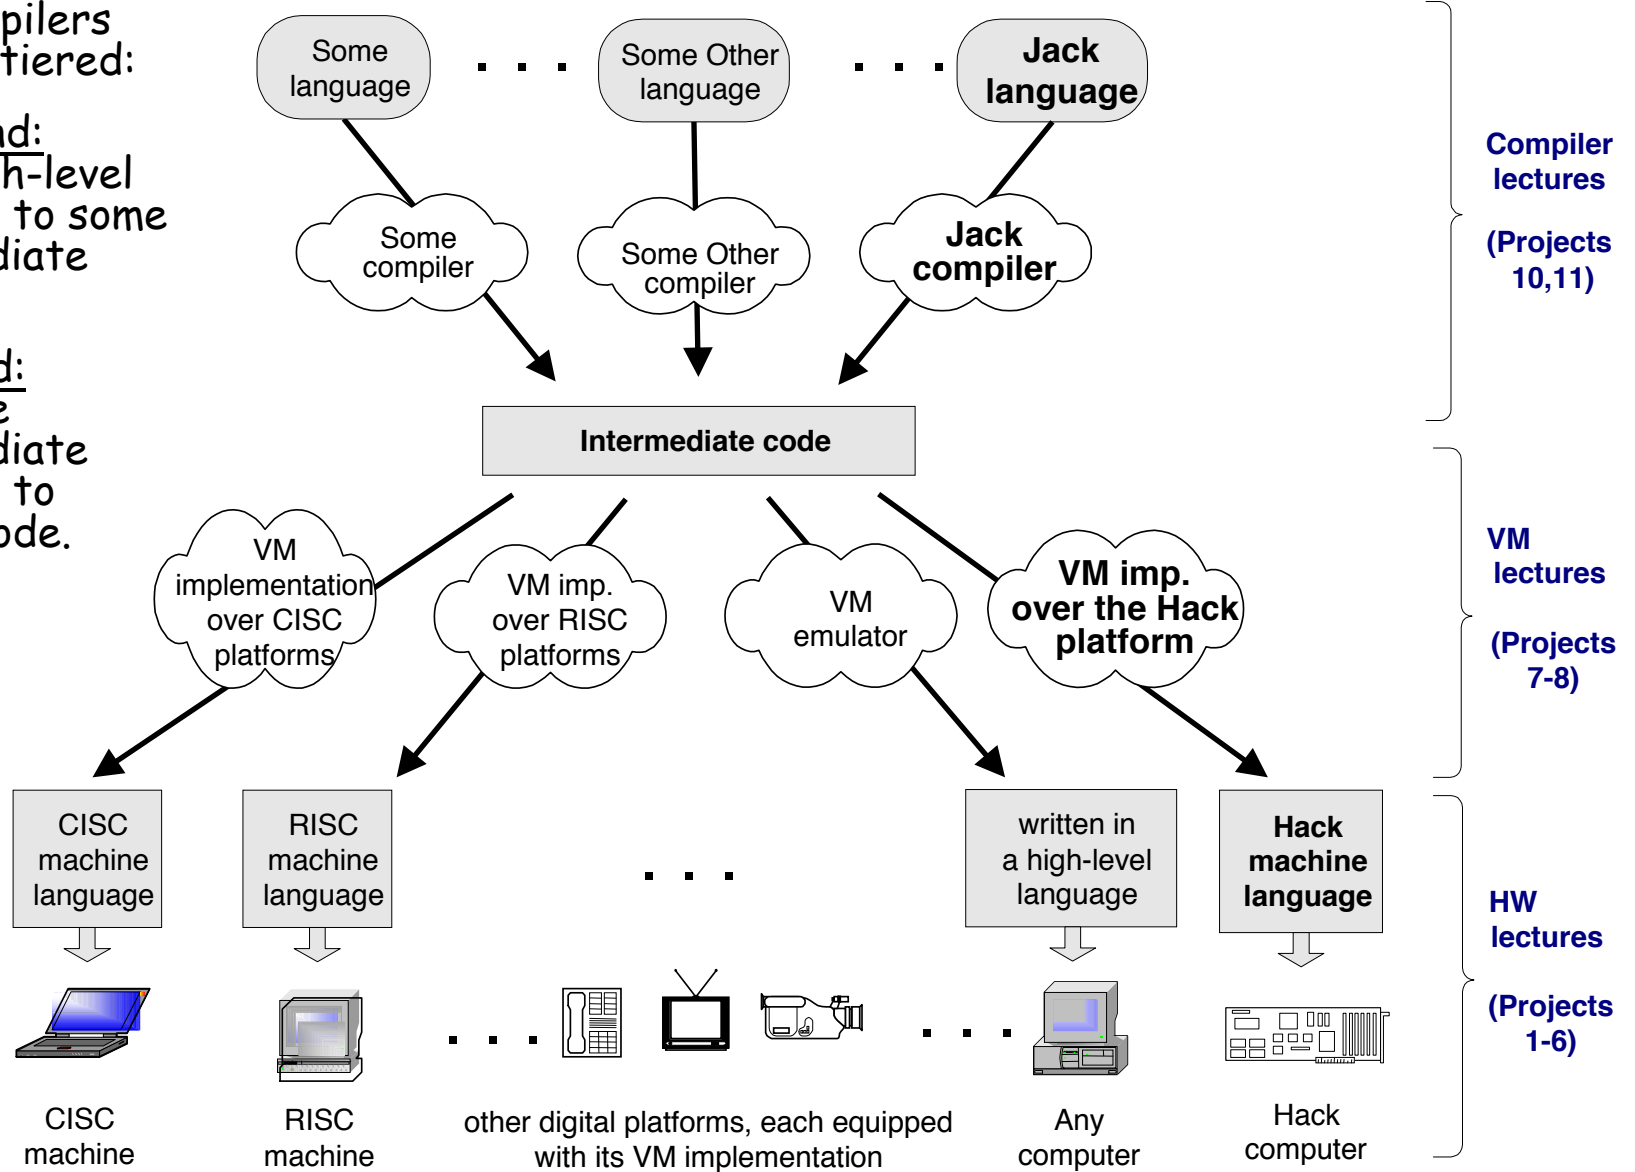 pilers
tiered:
nd:
h-level
to some
diate
d:
e
diate
to
ode.
Some
language
. . .
Some Other
language
. . .
Jack
language
Some
compiler
Some Other
compiler
Jack
compiler
Intermediate code
VM
implementation
over CISC
platforms
VM imp.
over RISC
platforms
VM
emulator
VM imp.
over the Hack
platform
CISC
machine
language
RISC
machine
language
. . .
written in
a high-level
language
Hack
machine
language
. . .
. . .
CISC
machine
RISC
machine
other digital platforms, each equipped
with its VM implementation
Any
computer
Hack
computer
Compiler
lectures
(Projects
10,11)
VM
lectures
(Projects
7-8)
HW
lectures
(Projects
1-6)